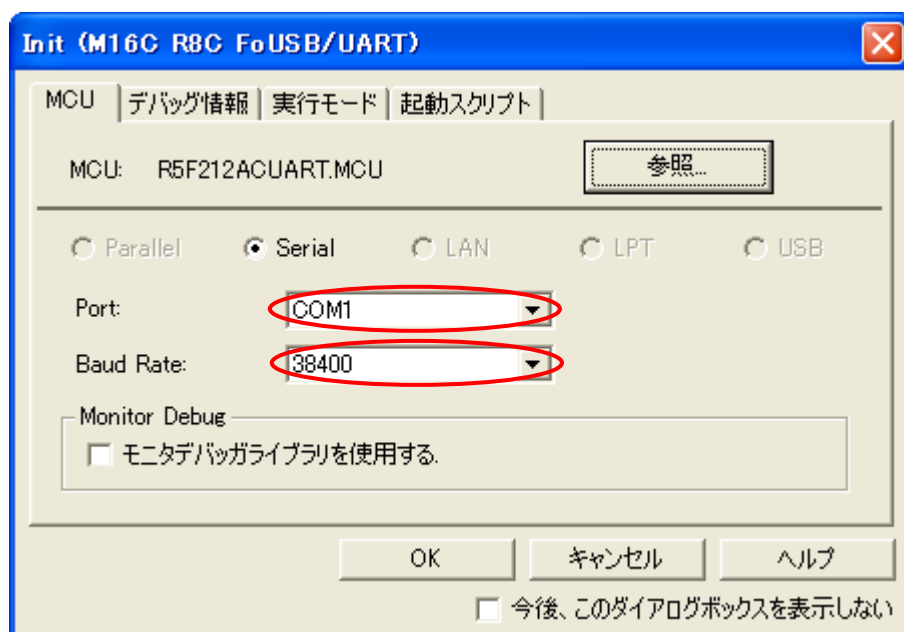 Init (M16C R8C FoUSB/UART)
MCU デバッグ情報 実行モード 起動スクリプト
MCU: R5F212ACUART.MCU 参照...
Parallel Serial LAN LPT USB
Port: COM1
Baud Rate: 38400
Monitor Debug
モニタデバッガライブラリを使用する.
OK キャンセル ヘルプ
今後、このダイアログボックスを表示しない